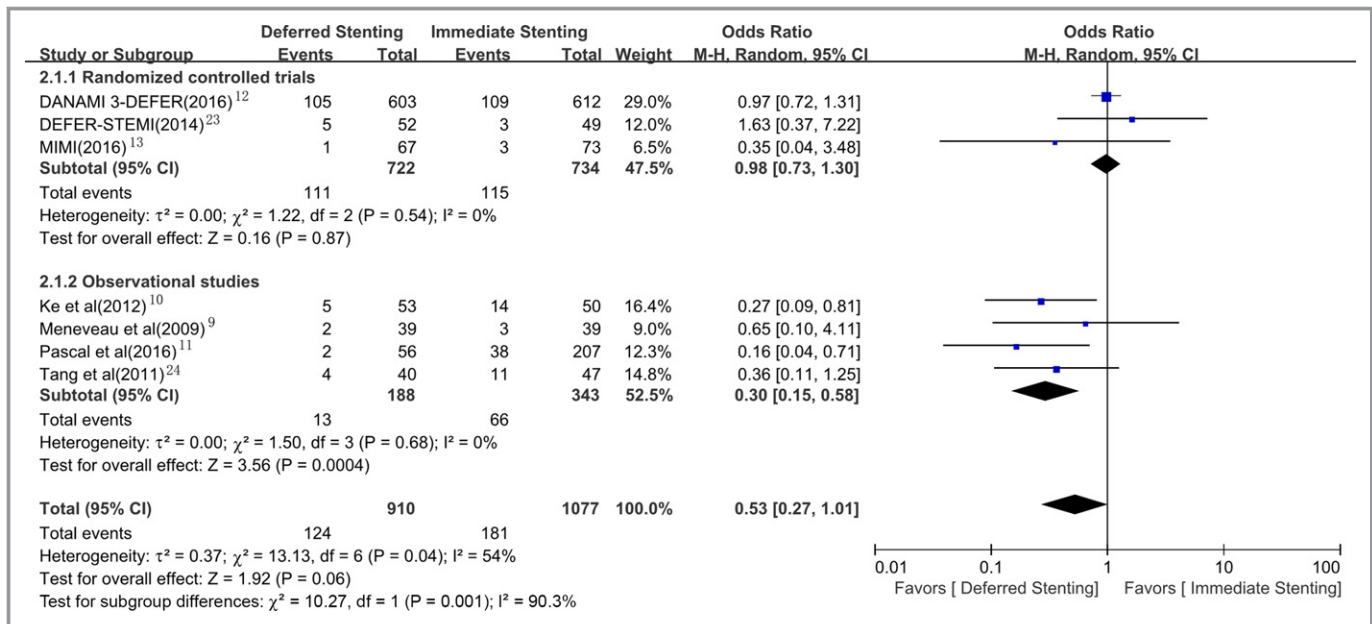 Deferred Stenting Immediate Stenting Odds Ratio Odds Ratio
Study or Subgroup Events Total Events Total Weight M-H, Random, 95% CI M-H, Random, 95% CI
2.1.1 Randomized controlled trials
DANAMI 3-DEFER(2016)12 105 603 109 612 29.0% 0.97 [0.72, 1.31]
DEFER-STEMI(2014)23 5 52 3 49 12.0% 1.63 [0.37, 7.22]
MIMI(2016)13 1 67 3 73 6.5% 0.35 [0.04, 3.48]
Subtotal (95% CI) 722 734 47.5% 0.98 [0.73, 1.30]
Total events 111 115
Heterogeneity: τ² = 0.00; χ² = 1.22, df = 2 (P = 0.54); I² = 0%
Test for overall effect: Z = 0.16 (P = 0.87)
2.1.2 Observational studies
Ke et al(2012)10 5 53 14 50 16.4% 0.27 [0.09, 0.81]
Meneveau et al(2009)9 2 39 3 39 9.0% 0.65 [0.10, 4.11]
Pascal et al(2016)11 2 56 38 207 12.3% 0.16 [0.04, 0.71]
Tang et al(2011)24 4 40 11 47 14.8% 0.36 [0.11, 1.25]
Subtotal (95% CI) 188 343 52.5% 0.30 [0.15, 0.58]
Total events 13 66
Heterogeneity: τ² = 0.00; χ² = 1.50, df = 3 (P = 0.68); I² = 0%
Test for overall effect: Z = 3.56 (P = 0.0004)
Total (95% CI) 910 1077 100.0% 0.53 [0.27, 1.01]
Total events 124 181
Heterogeneity: τ² = 0.37; χ² = 13.13, df = 6 (P = 0.04); I² = 54%
Test for overall effect: Z = 1.92 (P = 0.06)
Test for subgroup differences: χ² = 10.27, df = 1 (P = 0.001); I² = 90.3%
0.01 0.1 1 10 100
Favors [ Deferred Stenting] Favors [ Immediate Stenting]